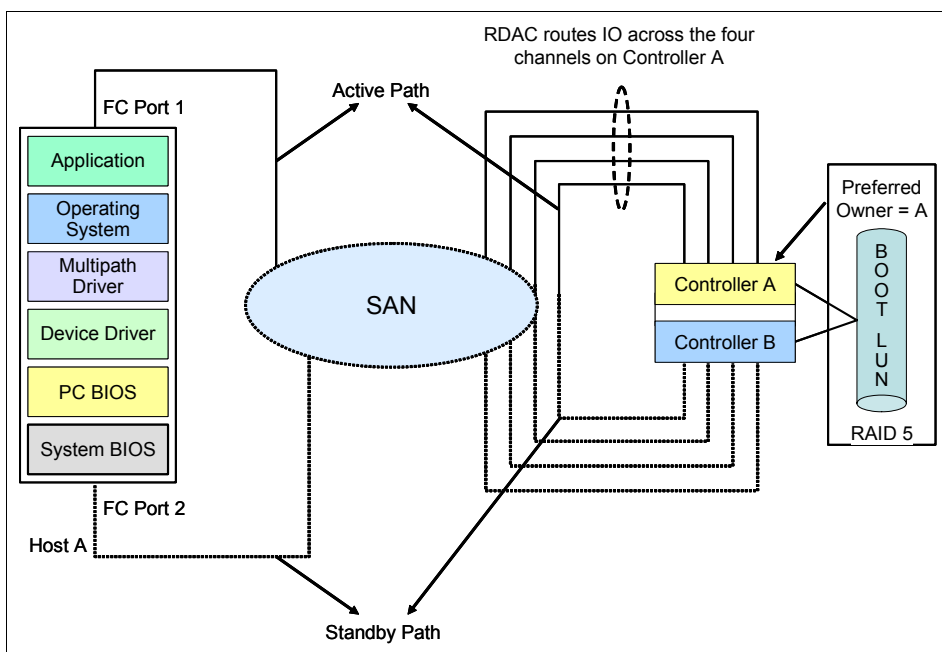 RDAC routes IO across the four
channels on Controller A
Active Path
FC Port 1
Application
Operating
System
Multipath
Driver
Device Driver
PC BIOS
System BIOS
FC Port 2
Host A
SAN
Controller A
Controller B
Preferred
Owner = A
BOOT LUN
RAID 5
Standby Path